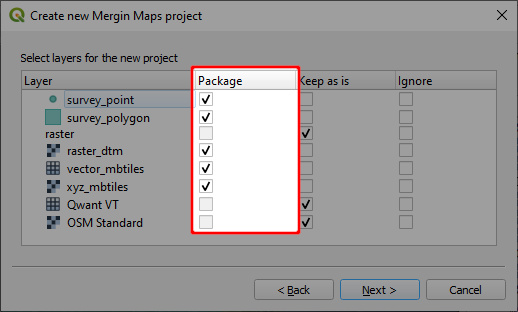 Create new Mergin Maps project
Select layers for the new project
Layer Package Keep as is Ignore
survey_point
survey_polygon
raster
raster_dtm
vector_mbtiles
xyz_mbtiles
Qwant VT
OSM Standard
< Back Next > Cancel